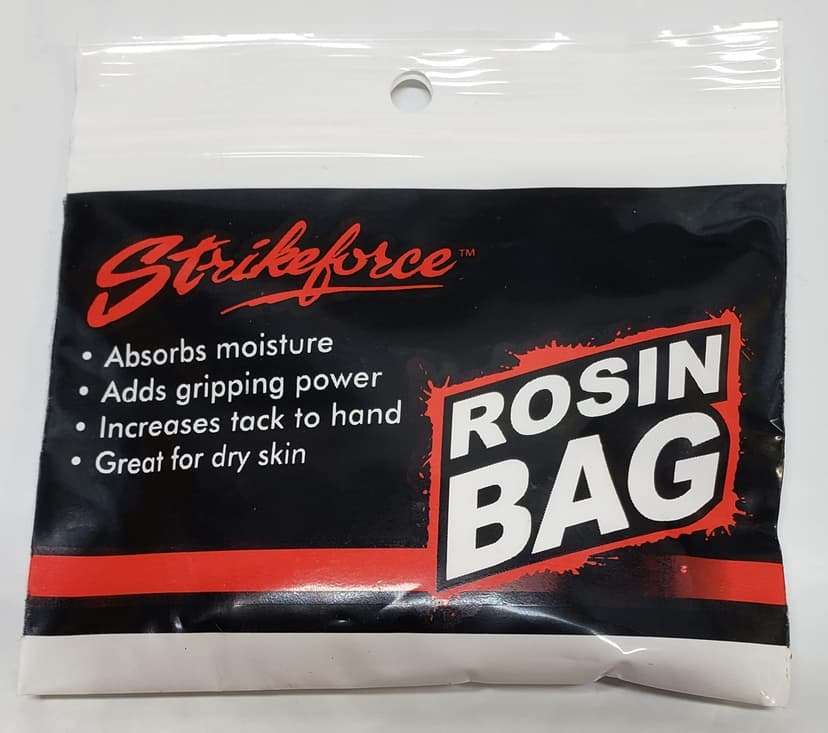 Strikeforce™
• Absorbs moisture
• Adds gripping power
• Increases tack to hand
• Great for dry skin
ROSIN
BAG